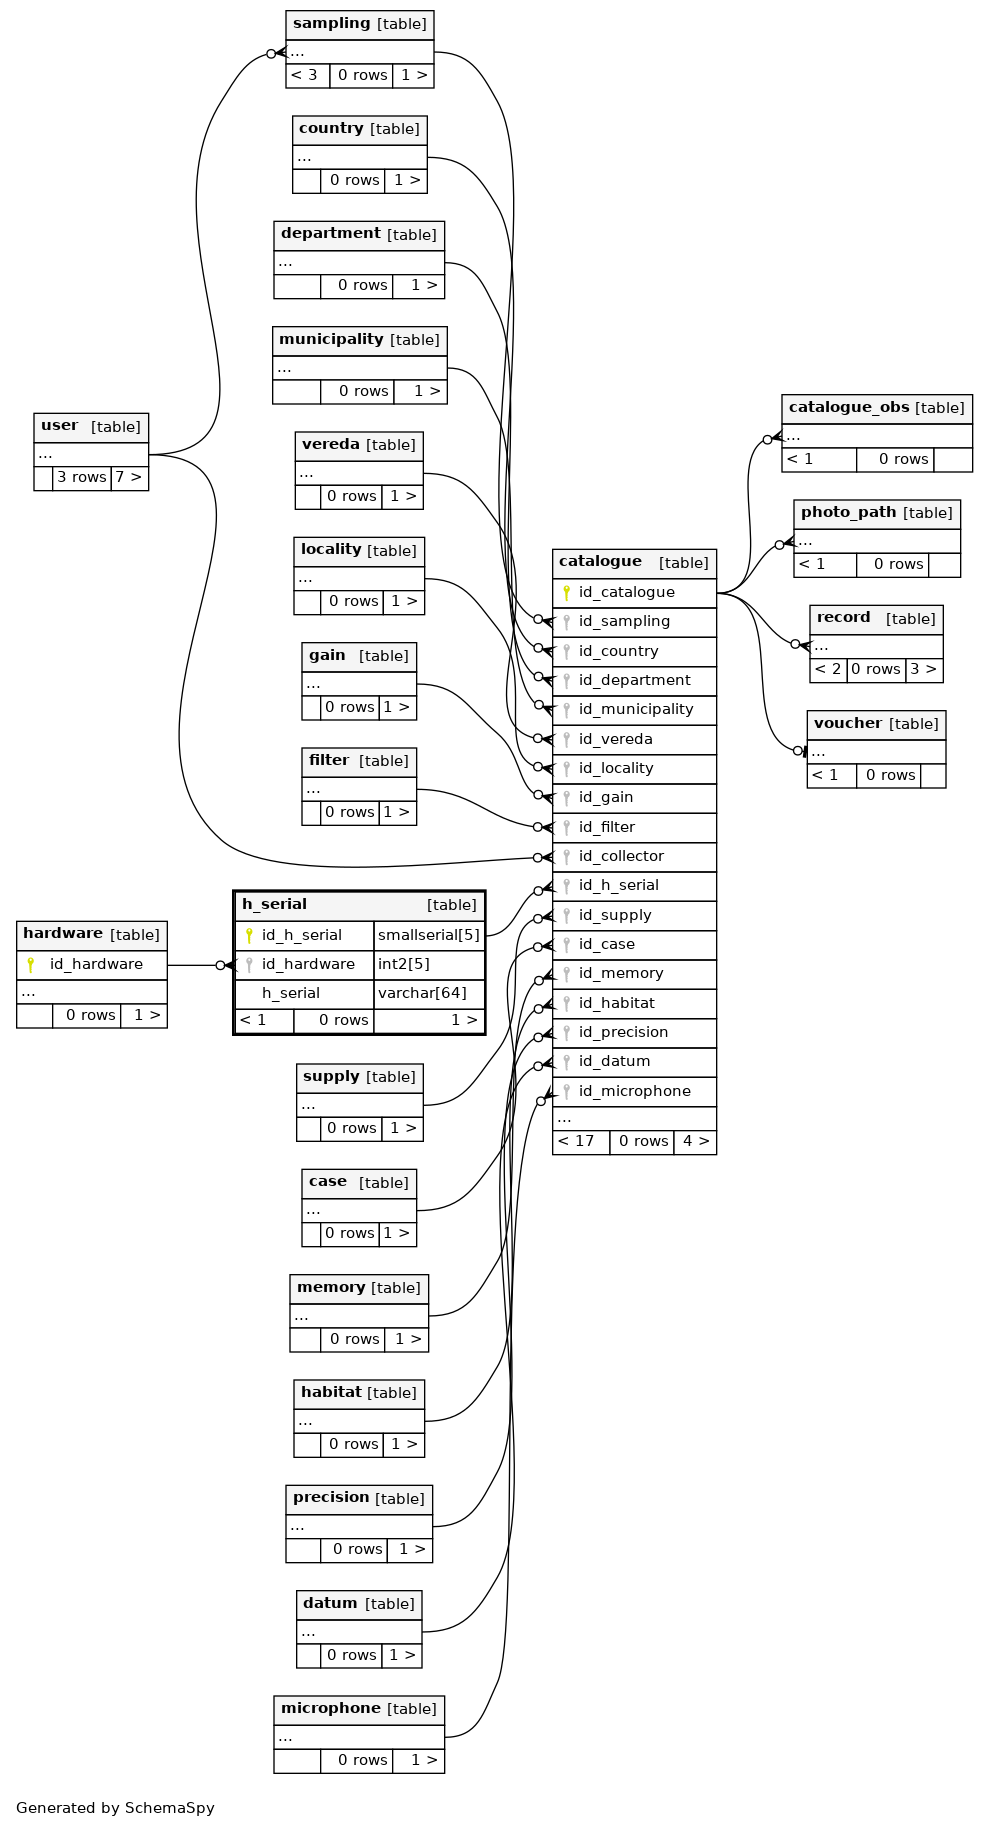 sampling [table]
...
< 3 0 rows 1 >
country [table]
...
0 rows 1 >
department [table]
...
0 rows 1 >
municipality [table]
...
0 rows 1 >
vereda [table]
...
0 rows 1 >
locality [table]
...
0 rows 1 >
gain [table]
...
0 rows 1 >
filter [table]
...
0 rows 1 >
user [table]
...
3 rows 7 >
hardware [table]
id_hardware
...
0 rows 1 >
h_serial [table]
id_h_serial smallserial[5]
id_hardware int2[5]
h_serial varchar[64]
< 1 0 rows 1 >
supply [table]
...
0 rows 1 >
case [table]
...
0 rows 1 >
memory [table]
...
0 rows 1 >
habitat [table]
...
0 rows 1 >
precision [table]
...
0 rows 1 >
datum [table]
...
0 rows 1 >
microphone [table]
...
0 rows 1 >
catalogue [table]
id_catalogue
id_sampling
id_country
id_department
id_municipality
id_vereda
id_locality
id_gain
id_filter
id_collector
id_h_serial
id_supply
id_case
id_memory
id_habitat
id_precision
id_datum
id_microphone
...
< 17 0 rows 4 >
catalogue_obs [table]
...
< 1 0 rows
photo_path [table]
...
< 1 0 rows
record [table]
...
< 2 0 rows 3 >
voucher [table]
...
< 1 0 rows
Generated by SchemaSpy